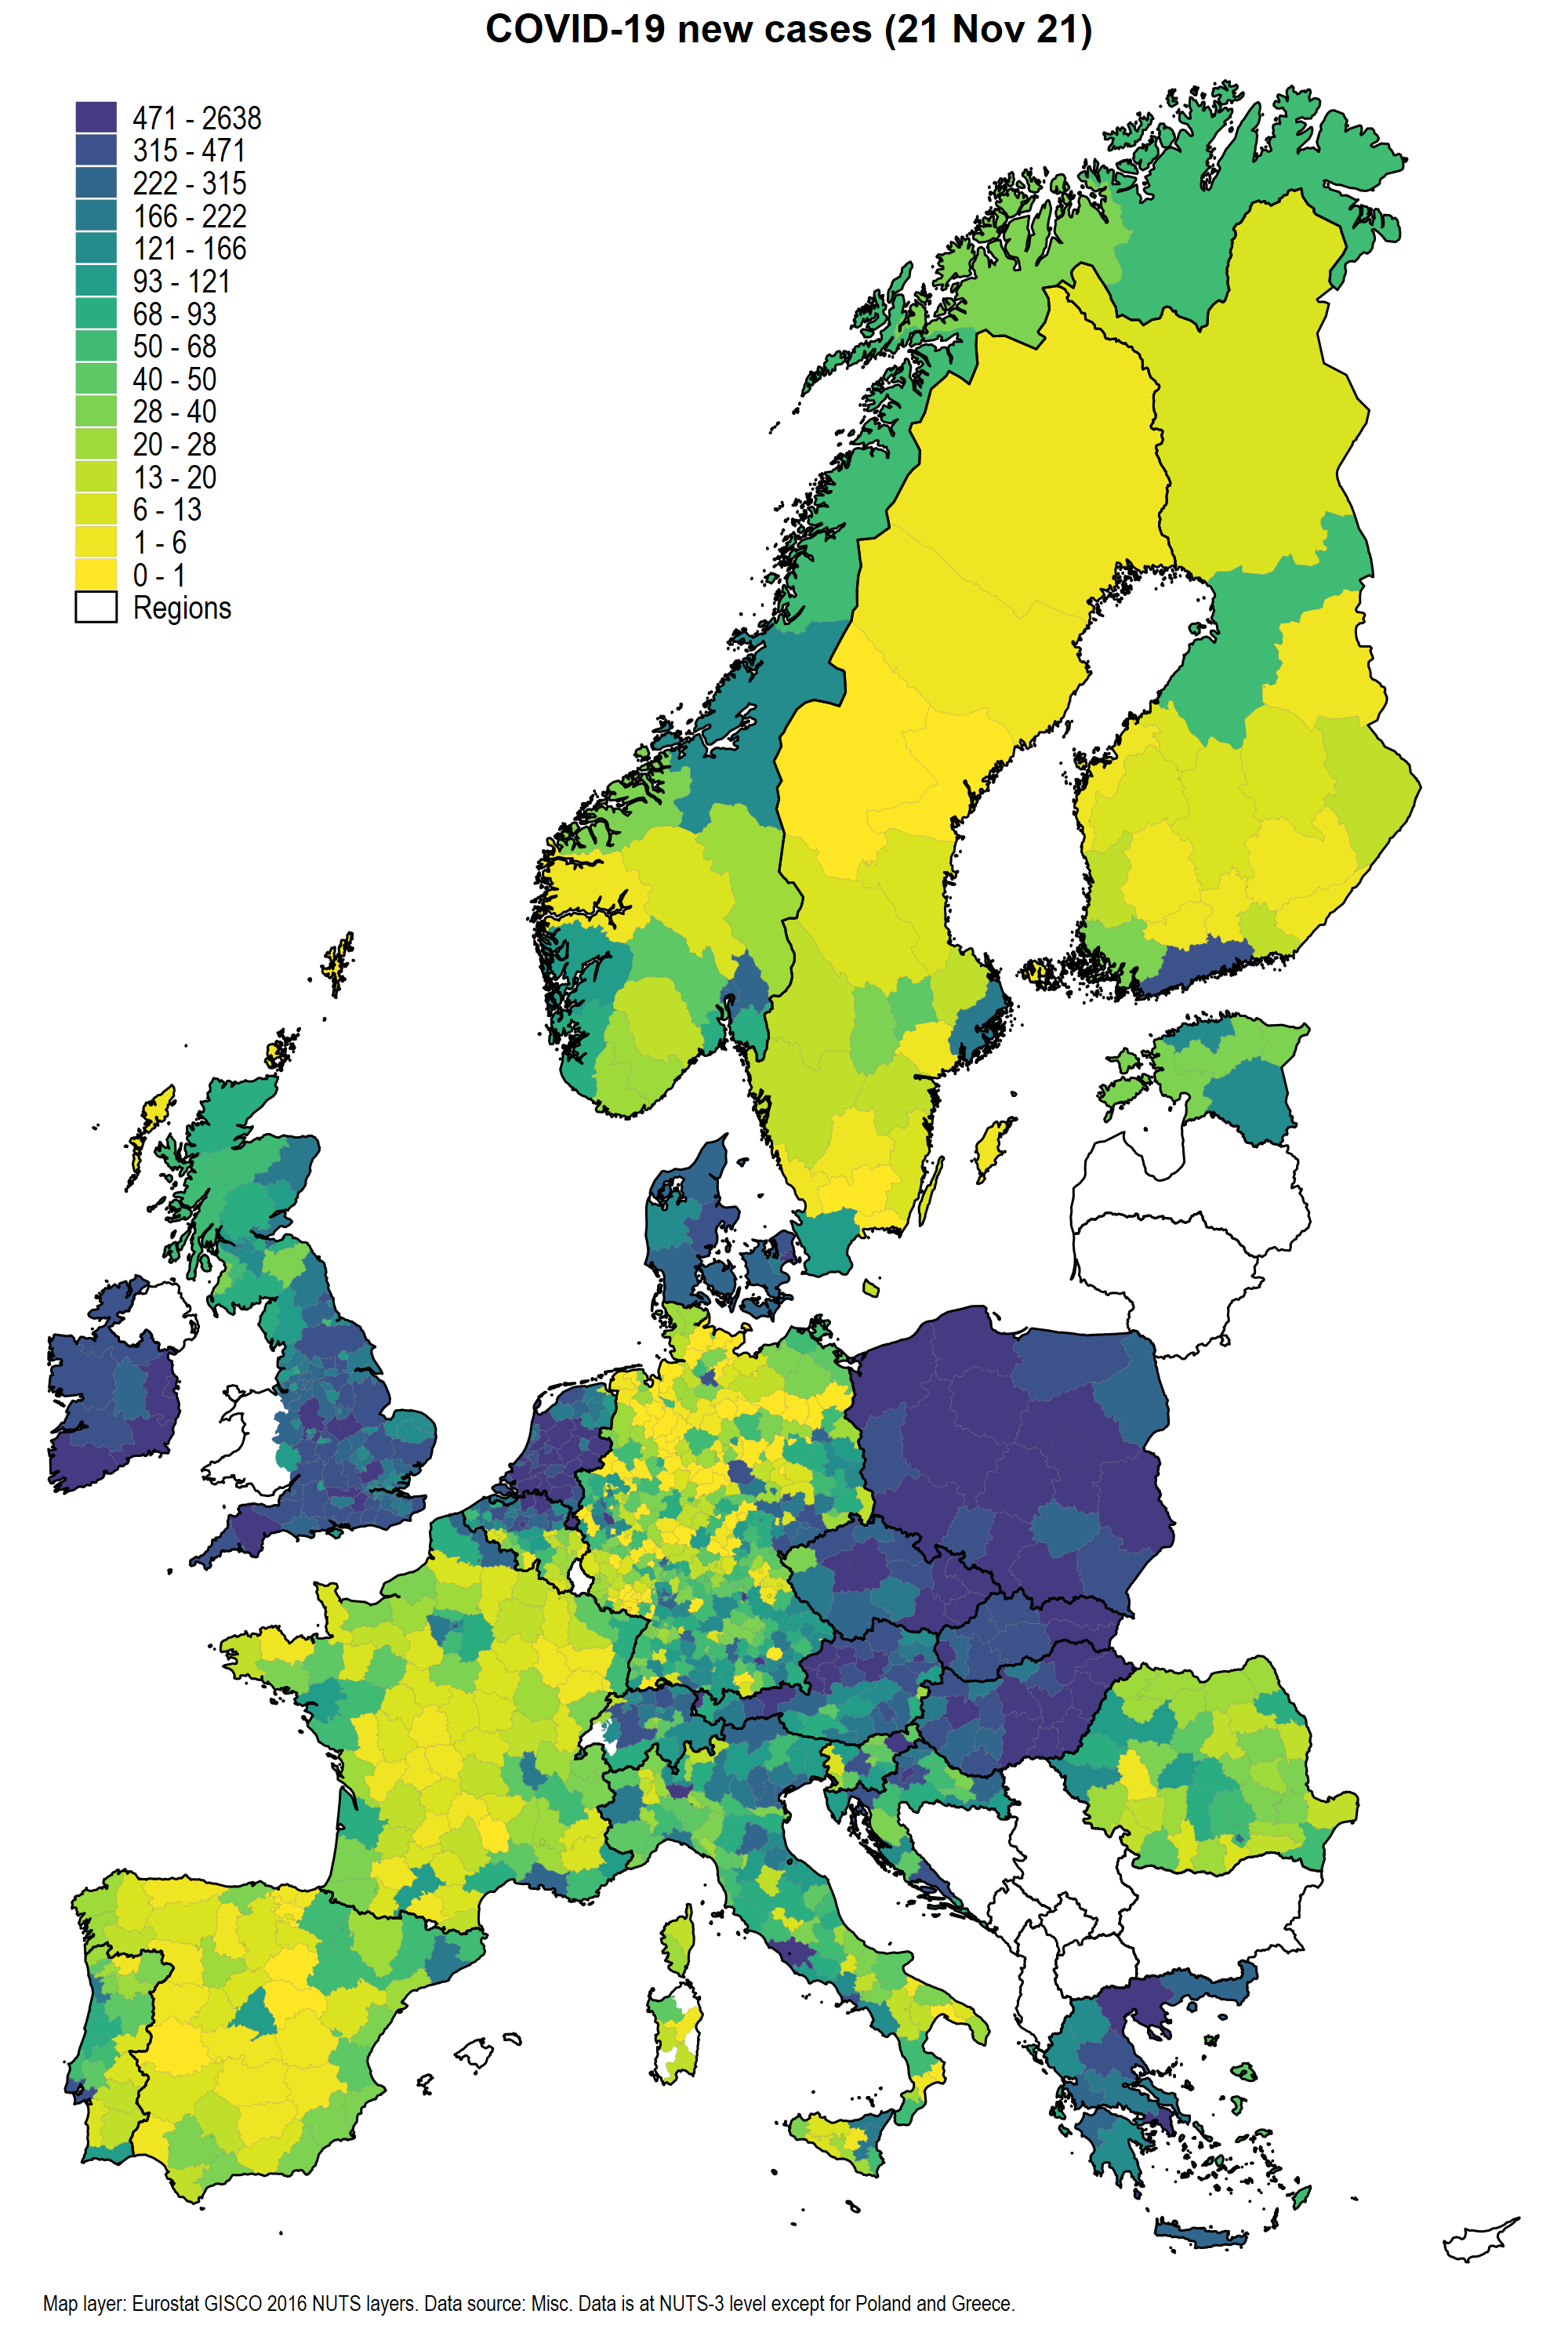 COVID-19 new cases (21 Nov 21)
471 - 2638
315 - 471
222 - 315
166 - 222
121 - 166
93 - 121
68 - 93
50 - 68
40 - 50
28 - 40
20 - 28
13 - 20
6 - 13
1 - 6
0 - 1
Regions
Map layer: Eurostat GISCO 2016 NUTS layers. Data source: Misc. Data is at NUTS-3 level except for Poland and Greece.